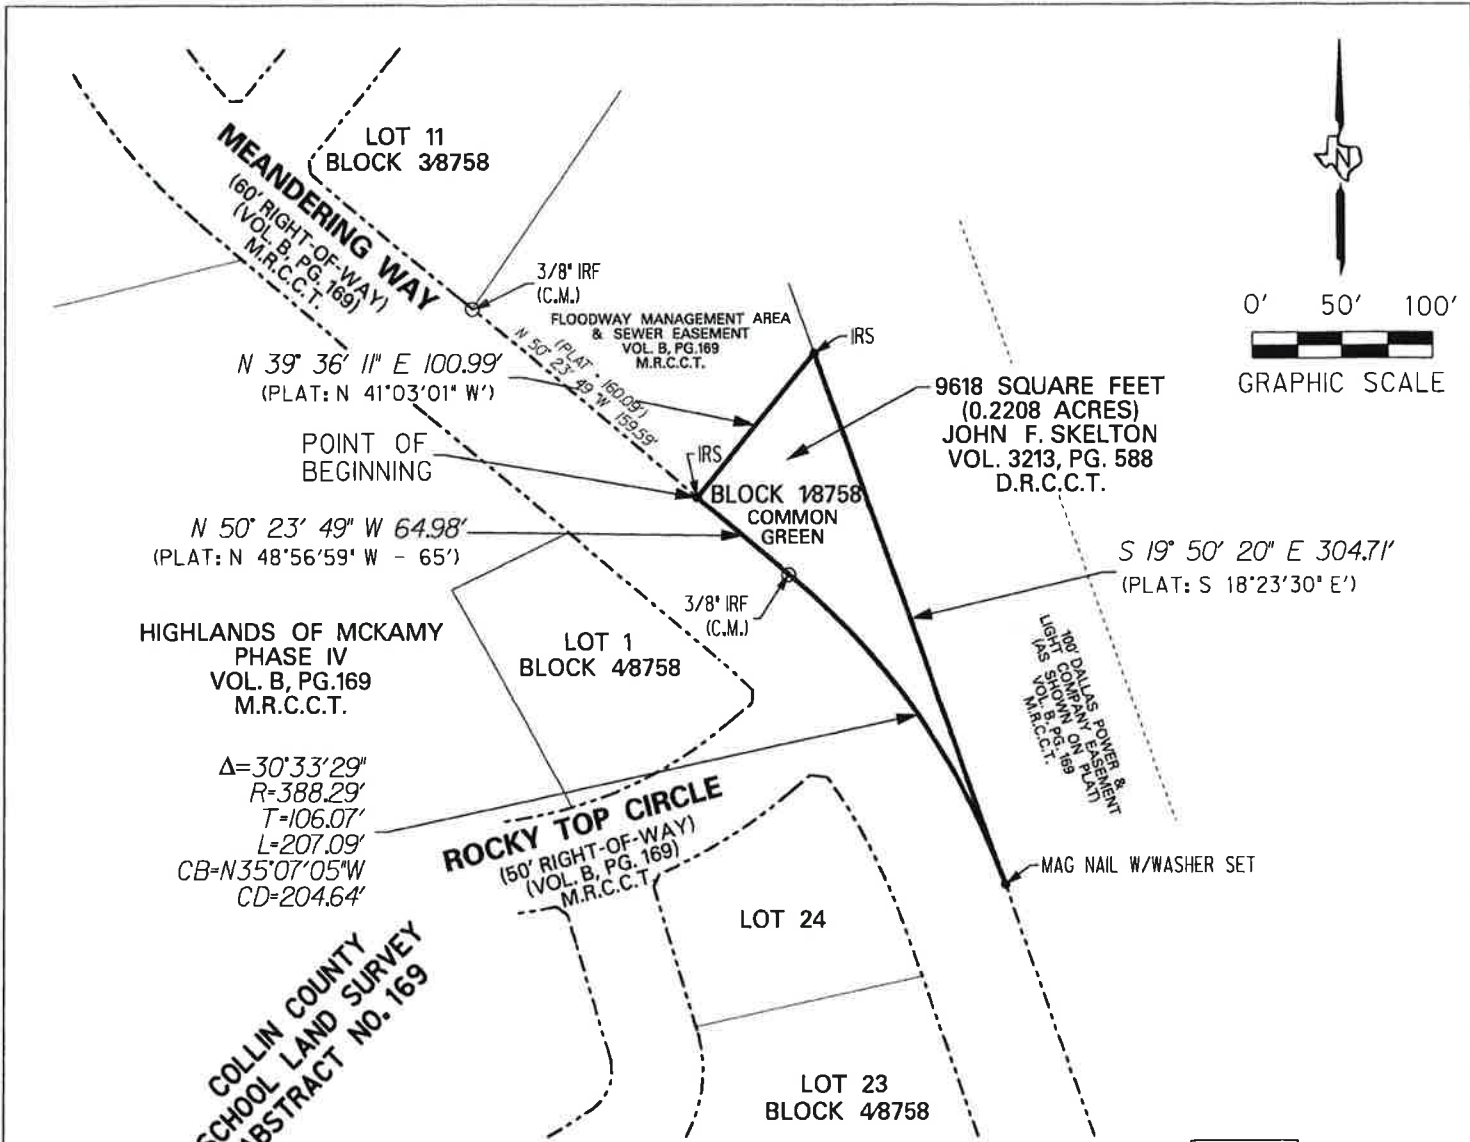 LOT 11
BLOCK 3/8758
MEANDERING WAY
(60' RIGHT-OF-WAY)
(VOL. B, PG. 169)
M.R.C.C.T.
N
0' 50' 100'
GRAPHIC SCALE
3/8" IRF
(C.M.)
FLOODWAY MANAGEMENT AREA
& SEWER EASEMENT
VOL. B, PG.169
M.R.C.C.T.
(PLAT - 160.09')
N 50° 23' 49" W 159.59'
IRS
N 39° 36' 11" E 100.99'
(PLAT: N 41°03'01" W')
9618 SQUARE FEET
(0.2208 ACRES)
JOHN F. SKELTON
VOL. 3213, PG. 588
D.R.C.C.T.
POINT OF
BEGINNING
IRS
BLOCK 1/8758
COMMON
GREEN
N 50° 23' 49" W 64.98'
(PLAT: N 48°56'59" W - 65')
S 19° 50' 20" E 304.71'
(PLAT: S 18°23'30" E')
3/8" IRF
(C.M.)
HIGHLANDS OF MCKAMY
PHASE IV
VOL. B, PG.169
M.R.C.C.T.
LOT 1
BLOCK 4/8758
100' DALLAS POWER &
LIGHT COMPANY EASEMENT
(AS SHOWN ON PLAT)
VOL. B, PG.169
M.R.C.C.T.
Δ=30°33'29"
R=388.29'
T=106.07'
L=207.09'
CB=N35°07'05"W
CD=204.64'
ROCKY TOP CIRCLE
(50' RIGHT-OF-WAY)
(VOL. B, PG. 169)
M.R.C.C.T.
MAG NAIL W/WASHER SET
LOT 24
COLLIN COUNTY
SCHOOL LAND SURVEY
ABSTRACT NO. 169
LOT 23
BLOCK 4/8758